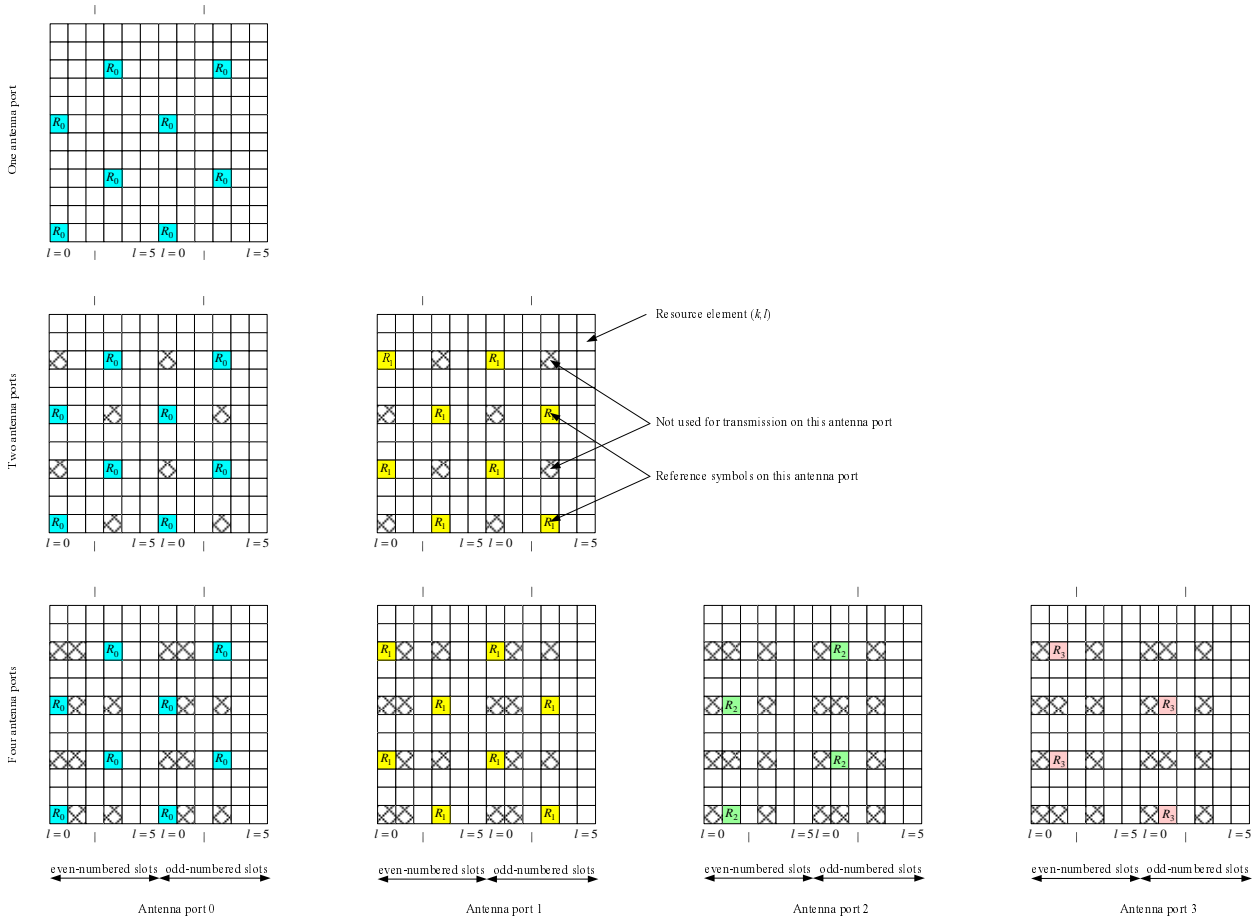 One antenna port
R0 R0
R0 R0
R0 R0
R0 R0
l = 0 l = 5 l = 0 l = 5
Two antenna ports
R0 R0
R0 R0
R0 R0
R0 R0
l = 0 l = 5 l = 0 l = 5
R1 R1
R1 R1
R1 R1
R1 R1
l = 0 l = 5 l = 0 l = 5
Resource element (k,l)
Not used for transmission on this antenna port
Reference symbols on this antenna port
Four antenna ports
R0 R0
R0 R0
R0 R0
R0 R0
l = 0 l = 5 l = 0 l = 5
even-numbered slots odd-numbered slots
Antenna port 0
R1 R1
R1 R1
R1 R1
R1 R1
l = 0 l = 5 l = 0 l = 5
even-numbered slots odd-numbered slots
Antenna port 1
R2
R2
R2
R2
l = 0 l = 5 l = 0 l = 5
even-numbered slots odd-numbered slots
Antenna port 2
R3
R3
R3
R3
l = 0 l = 5 l = 0 l = 5
even-numbered slots odd-numbered slots
Antenna port 3